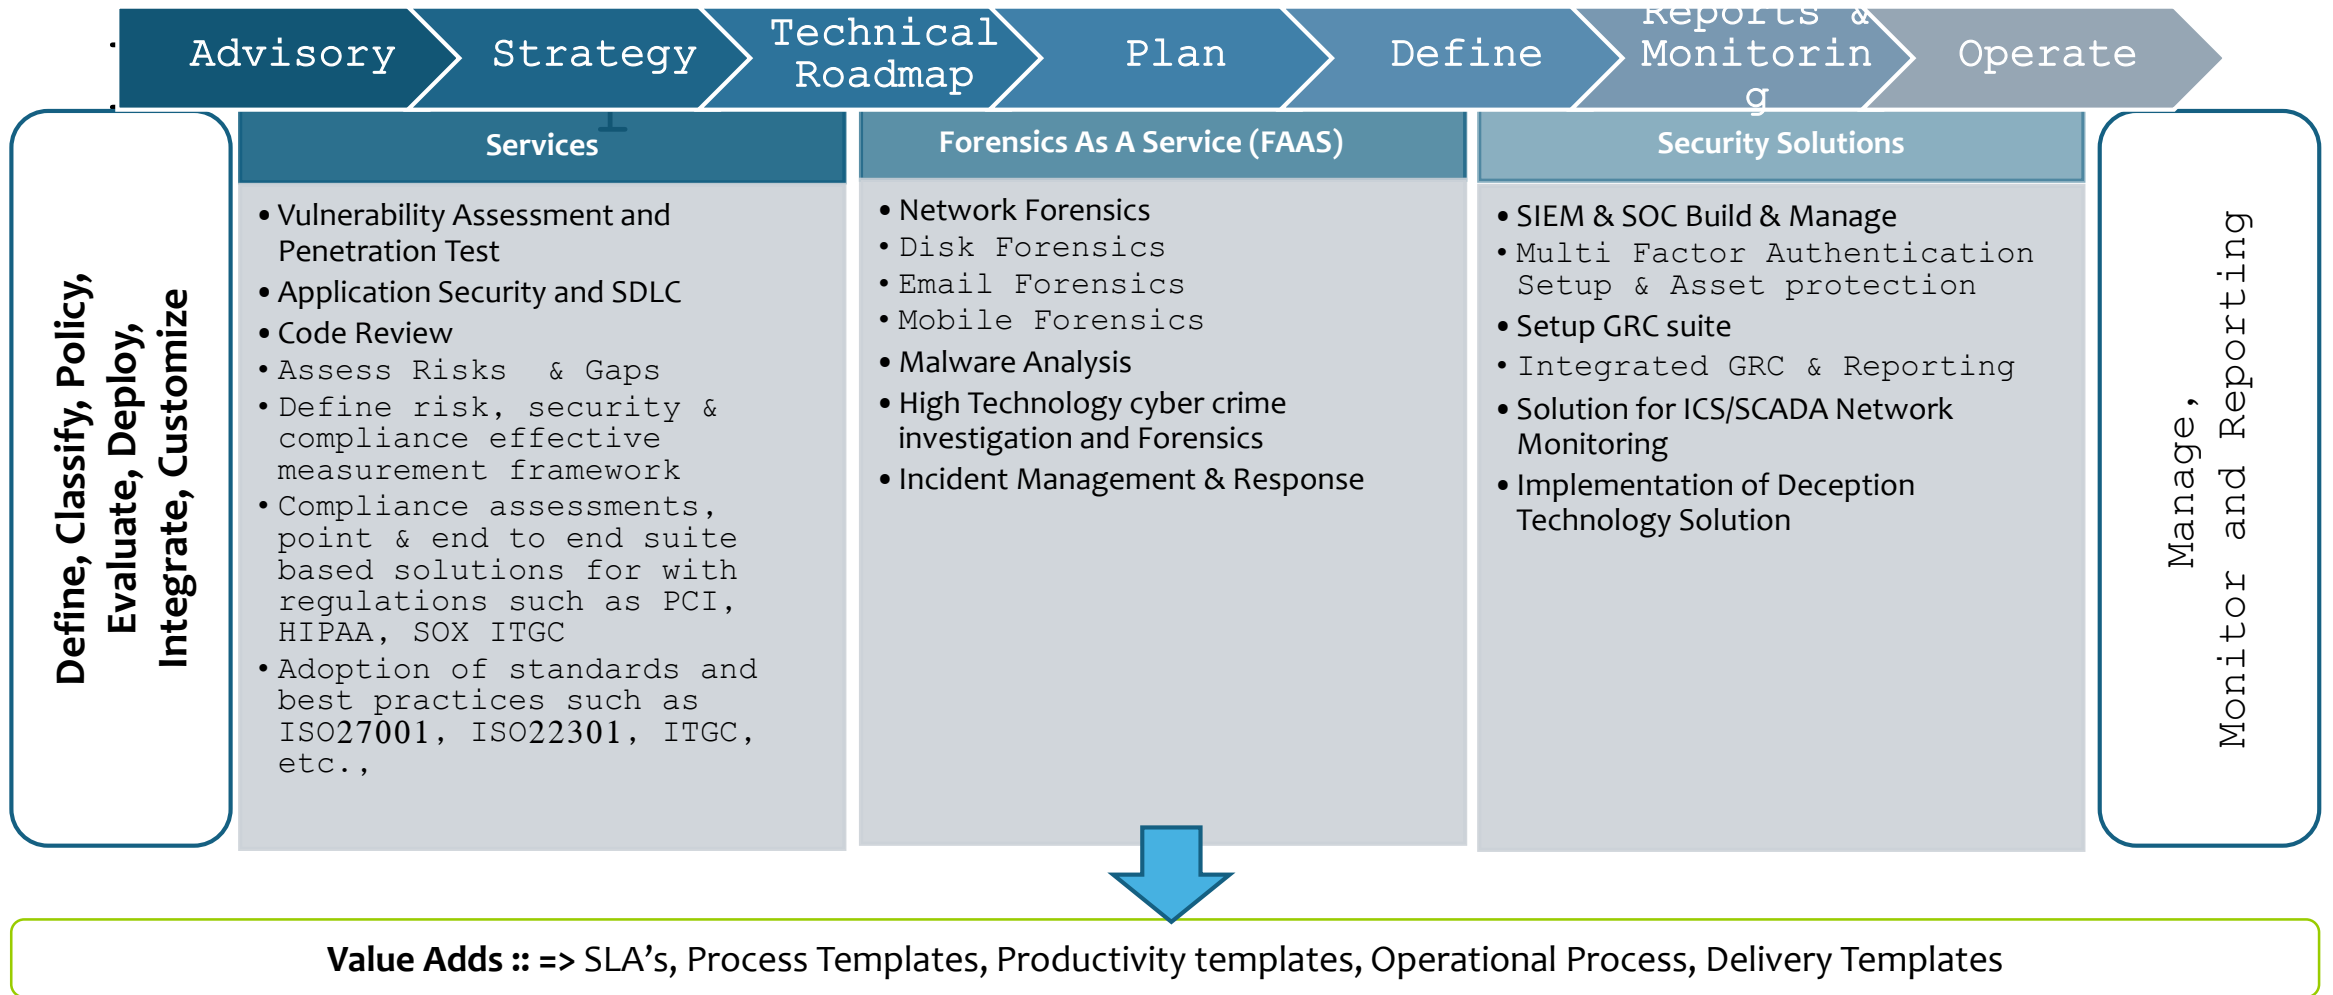 Advisory
Strategy
Technical
Roadmap
Plan
Define
Reports &
Monitorin
g
Operate
Define, Classify, Policy,
Evaluate, Deploy,
Integrate, Customize
Services
• Vulnerability Assessment and
Penetration Test
• Application Security and SDLC
• Code Review
• Assess Risks & Gaps
• Define risk, security &
compliance effective
measurement framework
• Compliance assessments,
point & end to end suite
based solutions for with
regulations such as PCI,
HIPAA, SOX ITGC
• Adoption of standards and
best practices such as
ISO27001, ISO22301, ITGC,
etc.,
Forensics As A Service (FAAS)
• Network Forensics
• Disk Forensics
• Email Forensics
• Mobile Forensics
• Malware Analysis
• High Technology cyber crime
investigation and Forensics
• Incident Management & Response
Security Solutions
• SIEM & SOC Build & Manage
• Multi Factor Authentication
Setup & Asset protection
• Setup GRC suite
• Integrated GRC & Reporting
• Solution for ICS/SCADA Network
Monitoring
• Implementation of Deception
Technology Solution
Manage,
Monitor and Reporting
Value Adds :: => SLA’s, Process Templates, Productivity templates, Operational Process, Delivery Templates